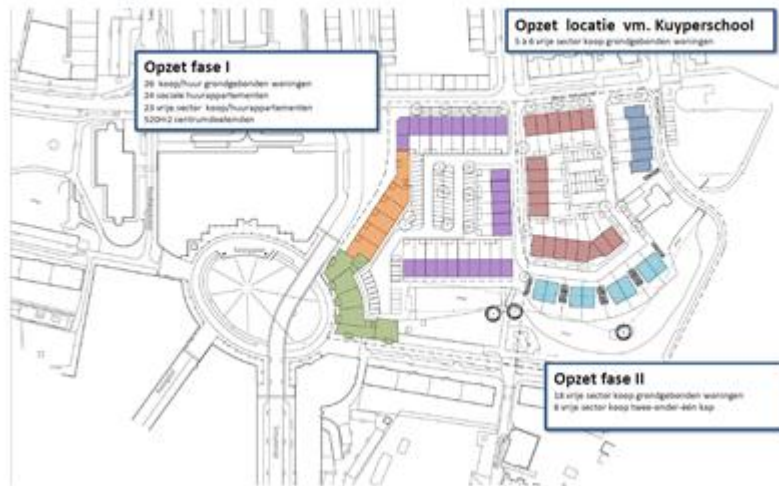 Opzet locatie vm. Kuyperschool
5 à 6 vrije sector koop grondgebonden woningen
Opzet fase I
26 koop/huur grondgebonden woningen
24 sociale huurappartementen
23 vrije sector koop/huurappartementen
520m2 centrumdoeleinden
Opzet fase II
18 vrije sector koop grondgebonden woningen
8 vrije sector koop twee-onder-één kap